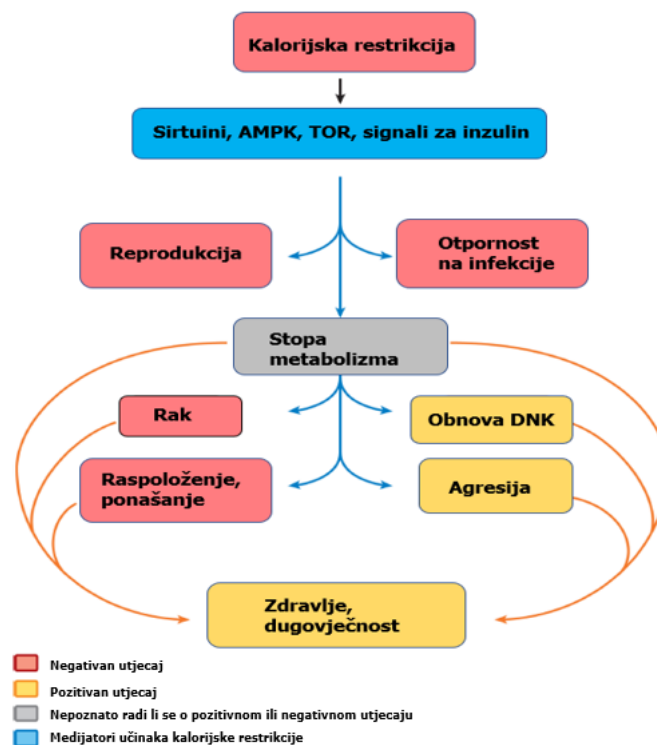 Kalorijska restrikcija
Sirtuini, AMPK, TOR, signali za inzulin
Reprodukcija
Otpornost
na infekcije
Stopa
metabolizma
Rak
Obnova DNK
Raspoloženje,
ponašanje
Agresija
Zdravlje,
dugovječnost
Negativan utjecaj
Pozitivan utjecaj
Nepoznato radi li se o pozitivnom ili negativnom utjecaju
Medijatori učinaka kalorijske restrikcije